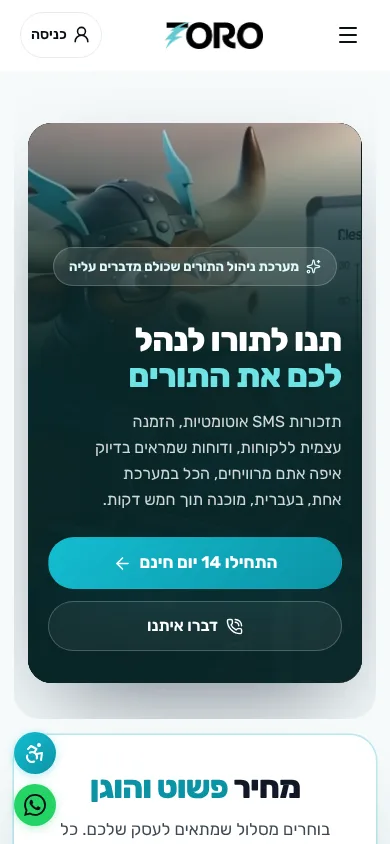 כניסה
TORO
מערכת ניהול התורים שכולם מדברים עליה
תנו לתורו לנהל
לכם את התורים
תזכורות SMS אוטומטיות, הזמנה
עצמית ללקוחות, ודוחות שמראים בדיוק
איפה אתם מרוויחים, הכל במערכת
אחת, בעברית, מוכנה תוך חמש דקות.
התחילו 14 יום חינם
דברו איתנו
מחיר פשוט והוגן
בוחרים מסלול שמתאים לעסק שלכם. כל